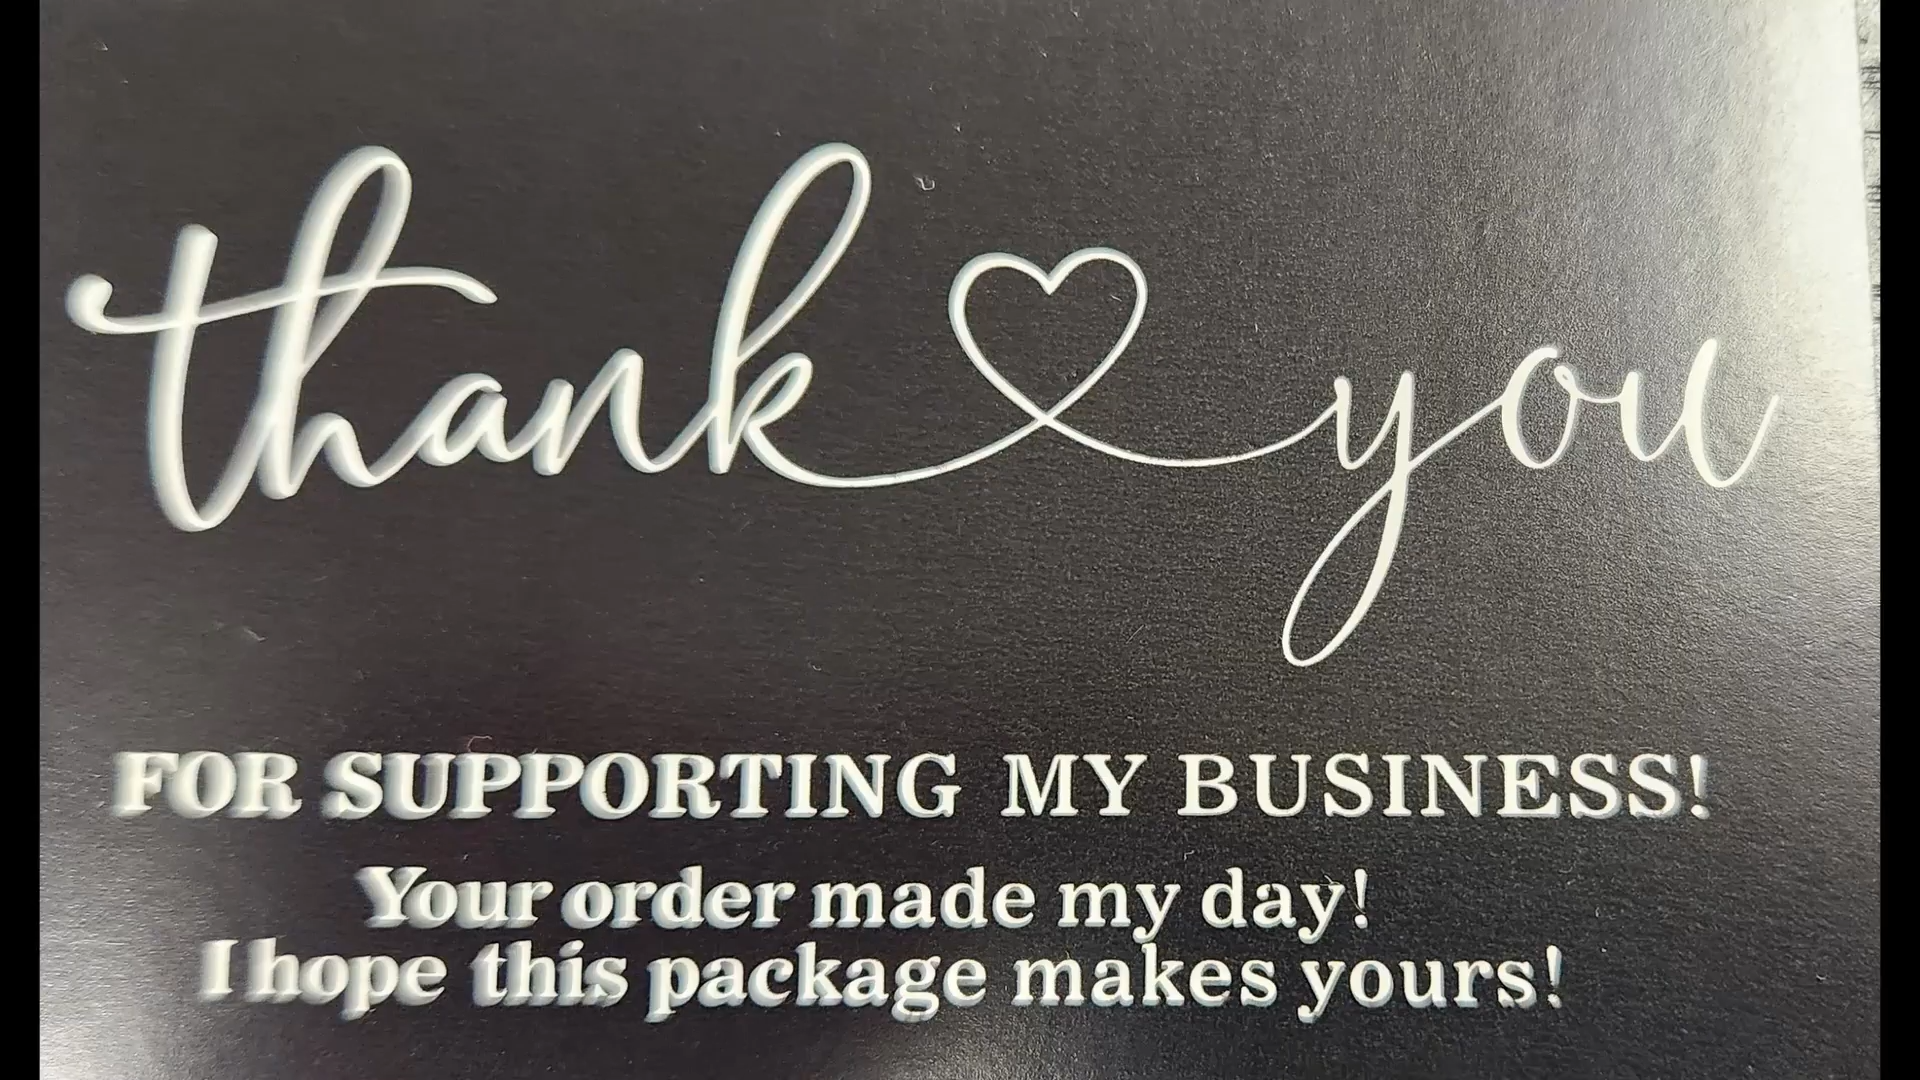 thank you
FOR SUPPORTING MY BUSINESS!
Your order made my day!
I hope this package makes yours!